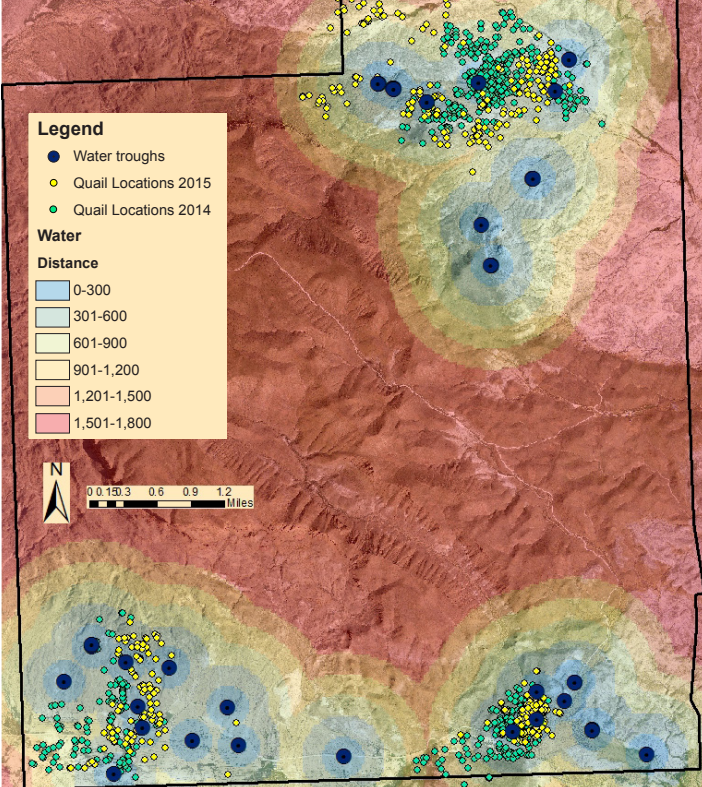 Legend
Water troughs
Quail Locations 2015
Quail Locations 2014
Water
Distance
0-300
301-600
601-900
901-1,200
1,201-1,500
1,501-1,800
N
0 0.150.3 0.6 0.9 1.2
Miles